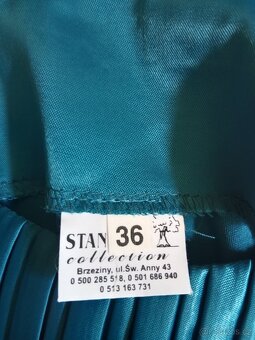 STAN 36
collection
Brzeziny, ul.Św. Anny 43
0 500 285 518, 0 501 686 940
0 513 163 731